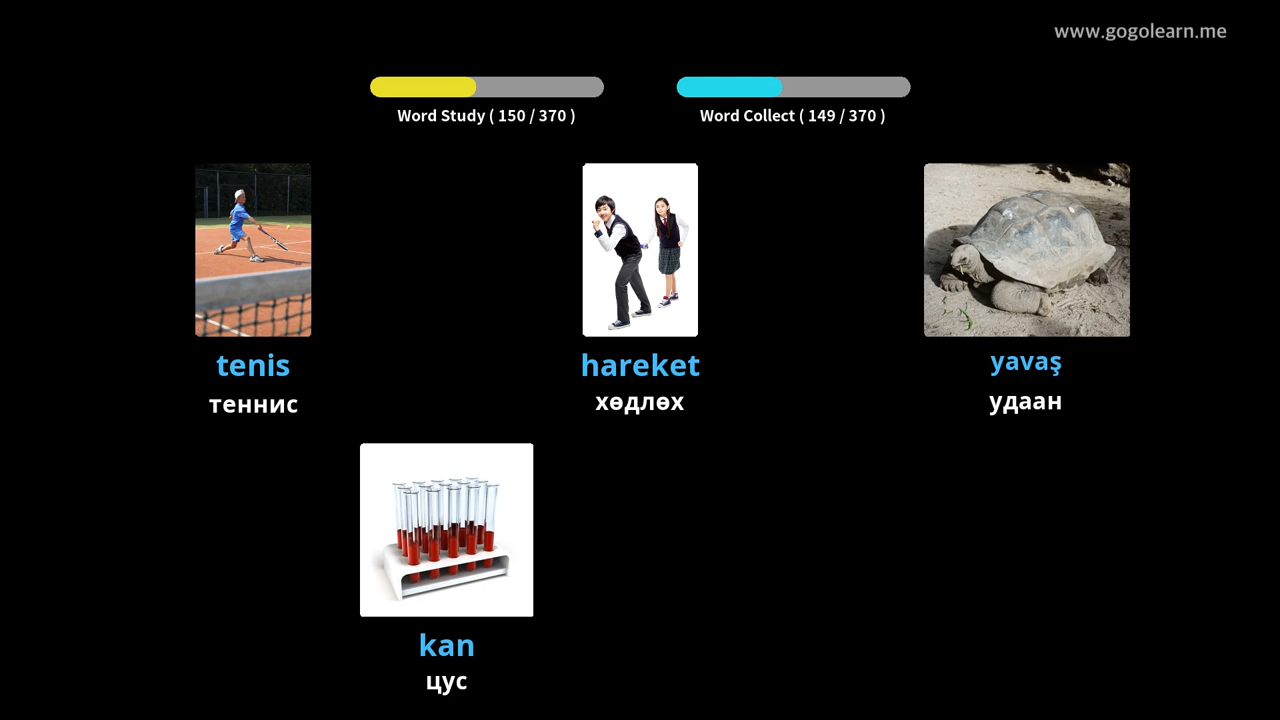 www.gogolearn.me
Word Study ( 150 / 370 )
Word Collect ( 149 / 370 )
tenis
теннис
hareket
хөдлөх
yavaş
удаан
kan
цус